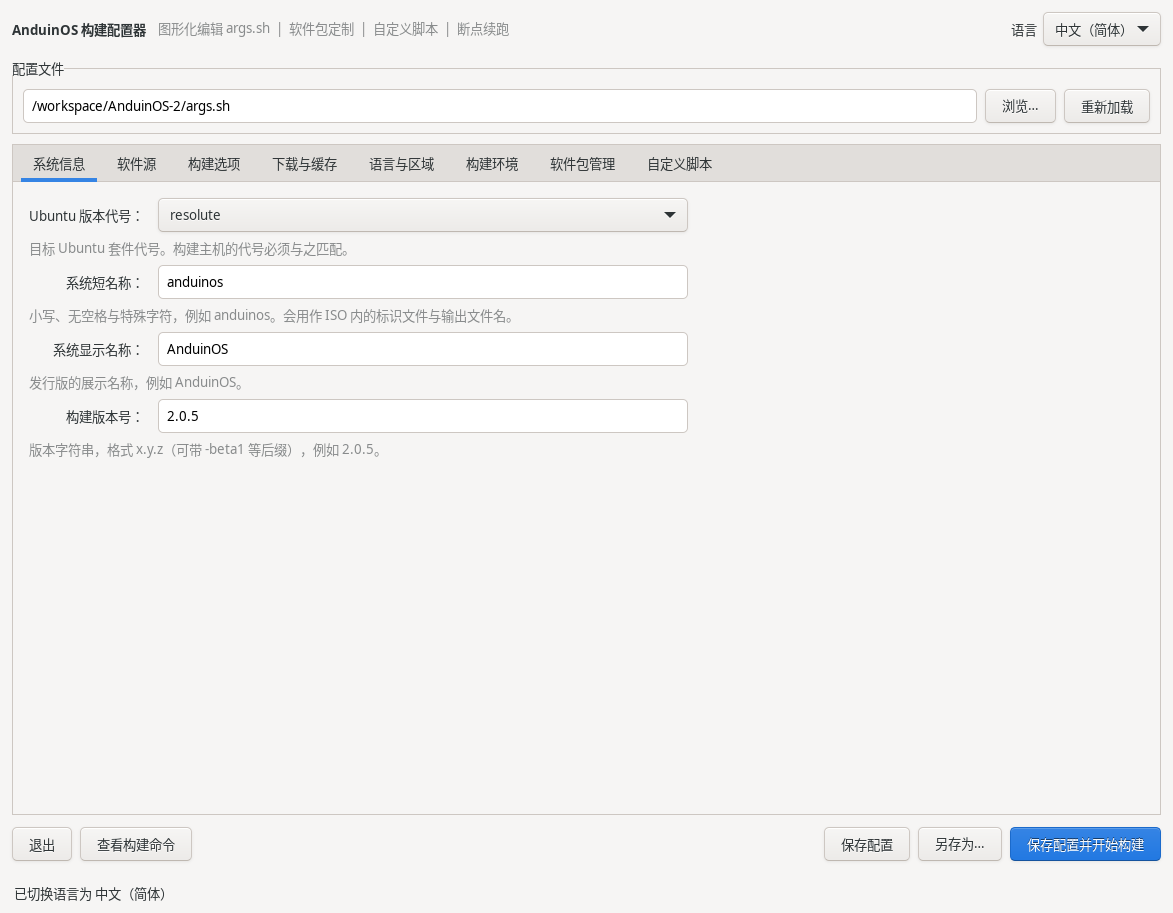 AnduinOS 构建配置器 图形化编辑 args.sh | 软件包定制 | 自定义脚本 | 断点续跑 语言 中文（简体）
配置文件
/workspace/AnduinOS-2/args.sh 浏览... 重新加载
系统信息 软件源 构建选项 下载与缓存 语言与区域 构建环境 软件包管理 自定义脚本
Ubuntu 版本代号： resolute
目标 Ubuntu 套件代号。构建主机的代号必须与之匹配。
系统短名称： anduinos
小写、无空格与特殊字符，例如 anduinos。会用作 ISO 内的标识文件与输出文件名。
系统显示名称： AnduinOS
发行版的展示名称，例如 AnduinOS。
构建版本号： 2.0.5
版本字符串，格式 x.y.z（可带 -beta1 等后缀），例如 2.0.5。
退出 查看构建命令 保存配置 另存为... 保存配置并开始构建
已切换语言为 中文（简体）